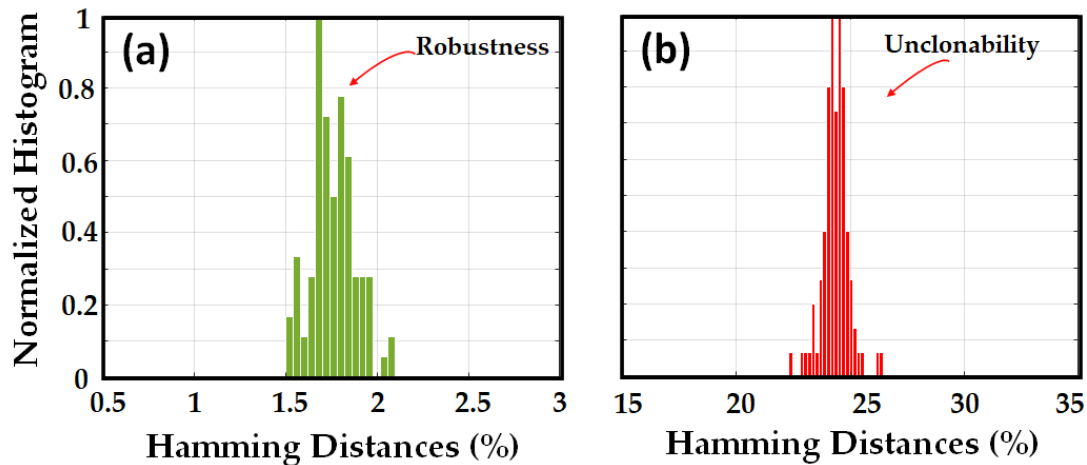 Normalized Histogram
1
0.8
0.6
0.4
0.2
0
(a)
Robustness
0.5 1 1.5 2 2.5 3
Hamming Distances (%)
(b)
Unclonability
15 20 25 30 35
Hamming Distances (%)